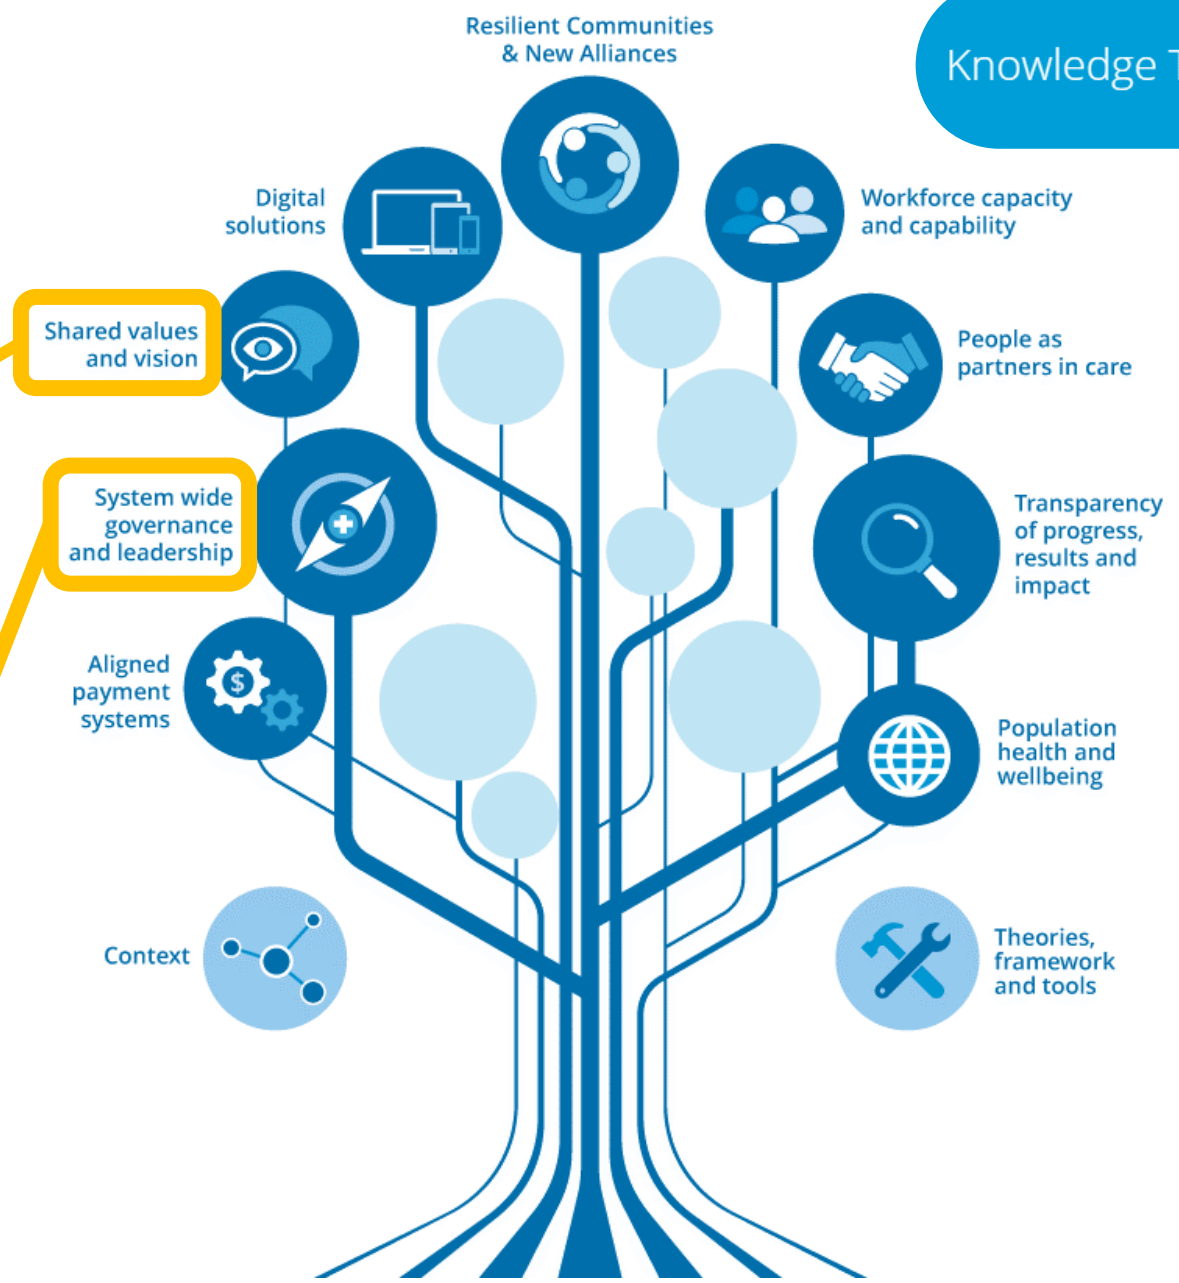 Resilient Communities
& New Alliances
Knowledge T
Digital
solutions
Workforce capacity
and capability
Shared values
and vision
People as
partners in care
System wide
governance
and leadership
Transparency
of progress,
results and
impact
$
Aligned
payment
systems
Population
health and
wellbeing
Context
Theories,
framework
and tools